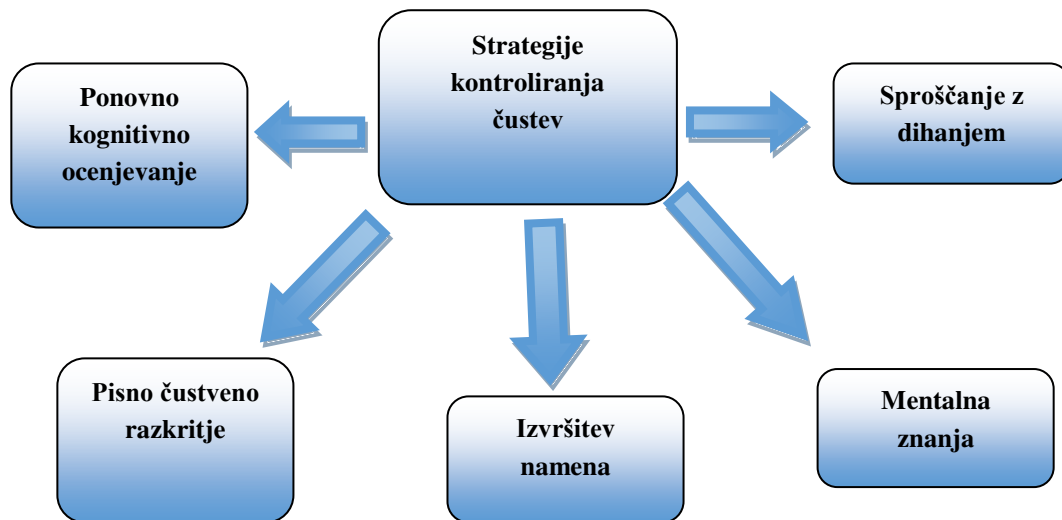 Strategije
kontroliranja
čustev
Ponovno
kognitivno
ocenjevanje
Sproščanje z
dihanjem
Pisno čustveno
razkritje
Izvršitev
namena
Mentalna
znanja